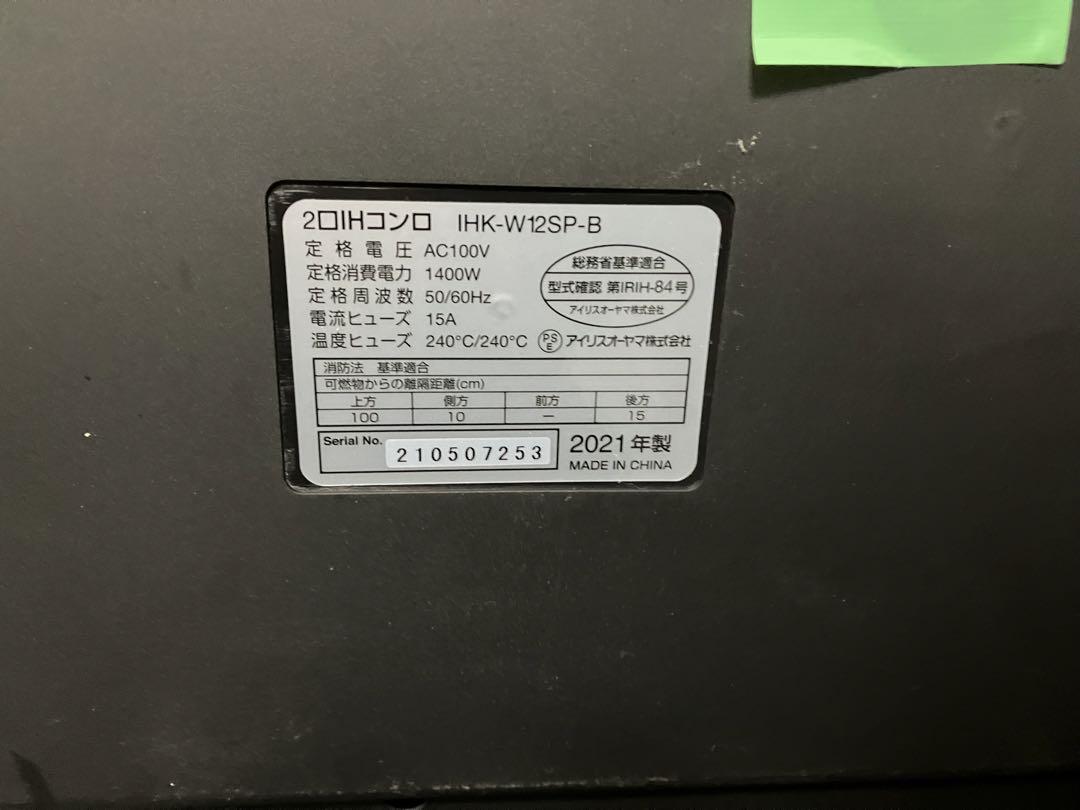 2口IHコンロ IHK-W12SP-B
定格電圧 AC100V
定格消費電力 1400W
定格周波数 50/60Hz
電流ヒューズ 15A
温度ヒューズ 240℃/240℃
総務省基準適合
型式確認 第IRIH-84号
アイリスオーヤマ株式会社
PSE アイリスオーヤマ株式会社
消防法 基準適合
可燃物からの離隔距離(cm)
上方 側方 前方 後方
100 10 ー 15
Serial No. 210507253
2021年製
MADE IN CHINA